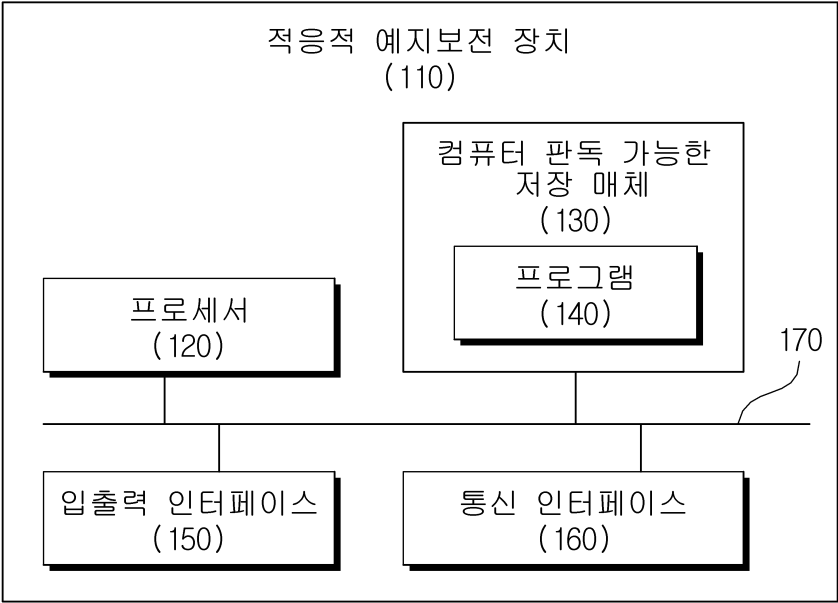 적응적 예지보전 장치
(110)
컴퓨터 판독 가능한
저장 매체
(130)
프로그램
(140)
프로세서
(120)
170
입출력 인터페이스
(150)
통신 인터페이스
(160)